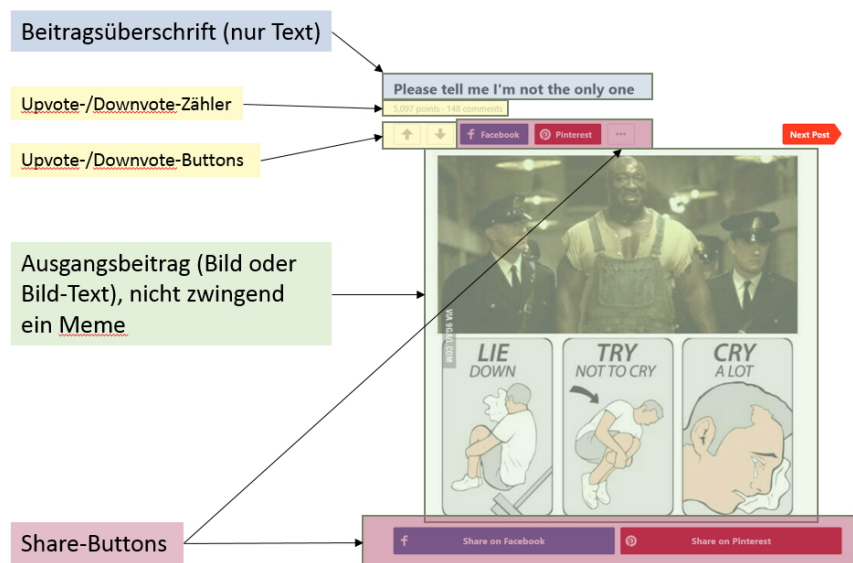 Beitragsüberschrift (nur Text)
Please tell me I'm not the only one
Upvote-/Downvote-Zähler
5,097 points - 148 comments
Upvote-/Downvote-Buttons
Facebook
Pinterest
Next Post
Ausgangsbeitrag (Bild oder
Bild-Text), nicht zwingend
ein Meme
VIA 9GAG.COM
LIE
DOWN
TRY
NOT TO CRY
CRY
A LOT
Share-Buttons
Share on Facebook
Share on Pinterest